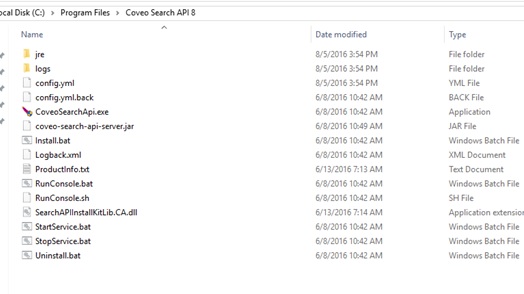 ocal Disk (C:) > Program Files > Coveo Search API 8
Name Date modified Type
jre 8/5/2016 3:54 PM File folder
logs 8/5/2016 3:54 PM File folder
config.yml 8/5/2016 3:54 PM YML File
config.yml.back 6/8/2016 10:42 AM BACK File
CoveoSearchApi.exe 6/8/2016 10:42 AM Application
coveo-search-api-server.jar 6/8/2016 10:49 AM JAR File
Install.bat 6/8/2016 10:42 AM Windows Batch File
Logback.xml 6/8/2016 10:42 AM XML Document
ProductInfo.txt 6/13/2016 7:13 AM Text Document
RunConsole.bat 6/8/2016 10:42 AM Windows Batch File
RunConsole.sh 6/8/2016 10:42 AM SH File
SearchAPIInstallKitLib.CA.dll 6/13/2016 7:14 AM Application extension
StartService.bat 6/8/2016 10:42 AM Windows Batch File
StopService.bat 6/8/2016 10:42 AM Windows Batch File
Uninstall.bat 6/8/2016 10:42 AM Windows Batch File